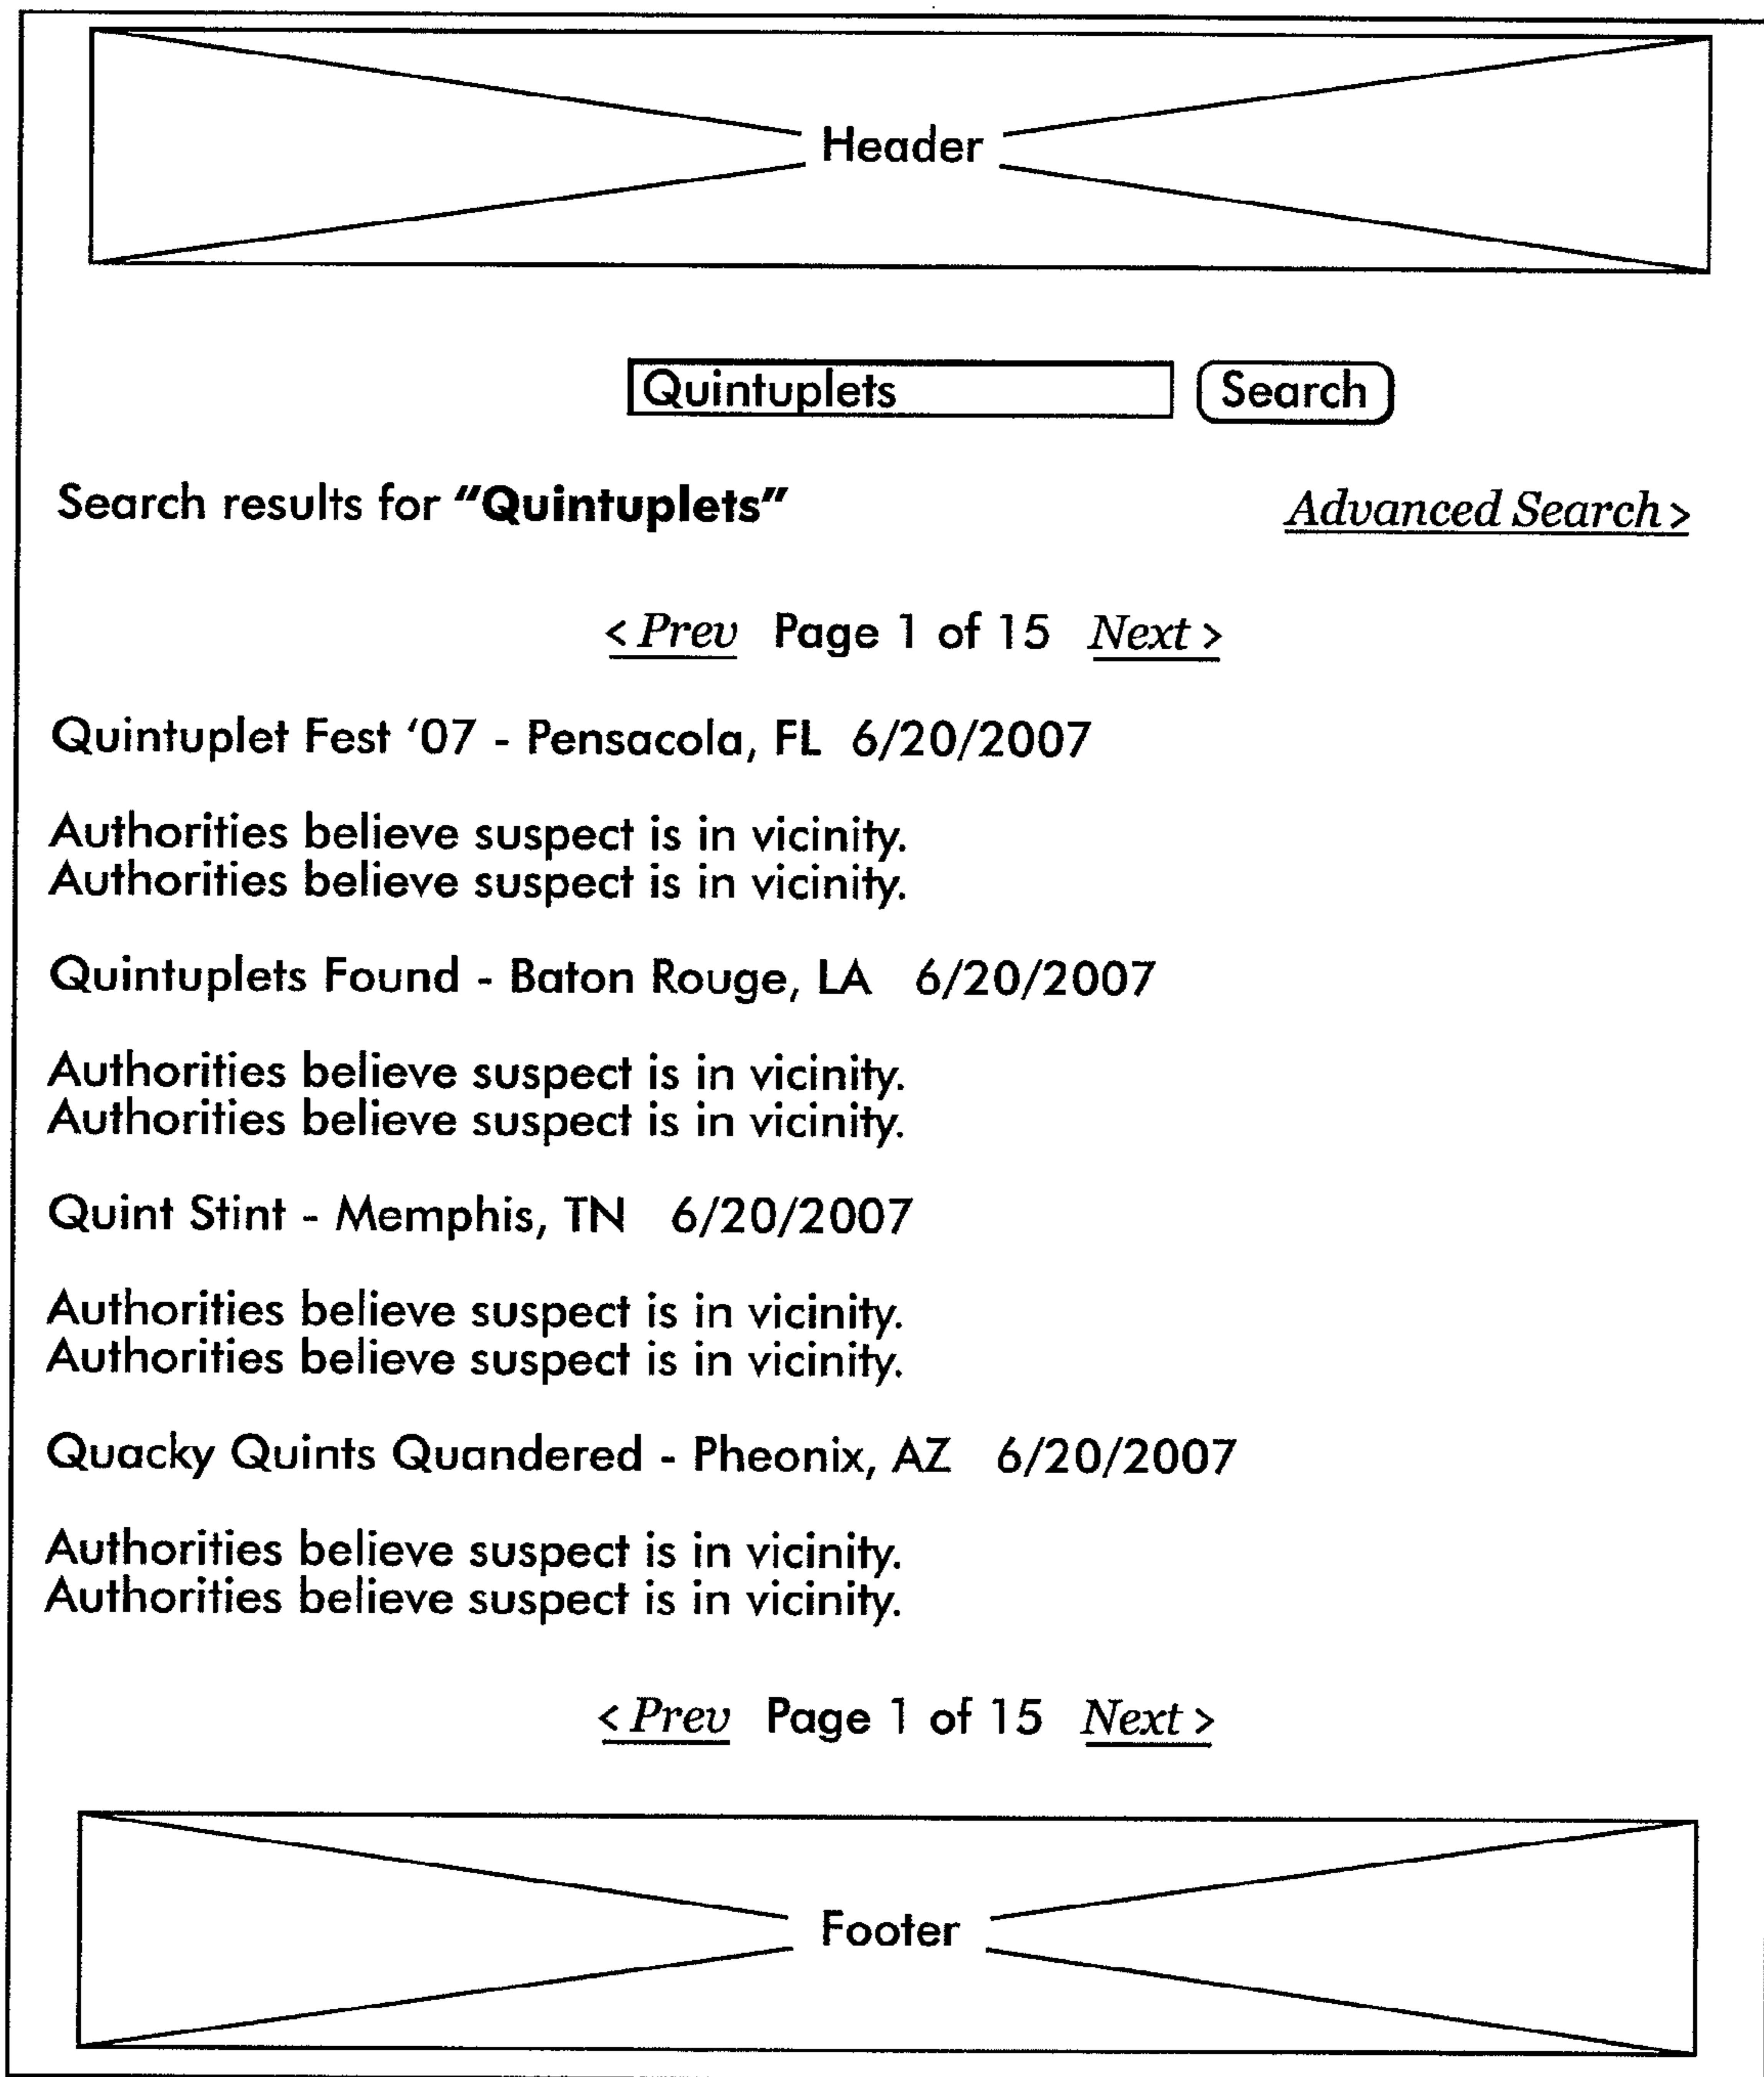 Header
Quintuplets Search
Search results for "Quintuplets" Advanced Search >
< Prev Page 1 of 15 Next >
Quintuplet Fest '07 - Pensacola, FL 6/20/2007
Authorities believe suspect is in vicinity.
Authorities believe suspect is in vicinity.
Quintuplets Found - Baton Rouge, LA 6/20/2007
Authorities believe suspect is in vicinity.
Authorities believe suspect is in vicinity.
Quint Stint - Memphis, TN 6/20/2007
Authorities believe suspect is in vicinity.
Authorities believe suspect is in vicinity.
Quacky Quints Quandered - Pheonix, AZ 6/20/2007
Authorities believe suspect is in vicinity.
Authorities believe suspect is in vicinity.
< Prev Page 1 of 15 Next >
Footer